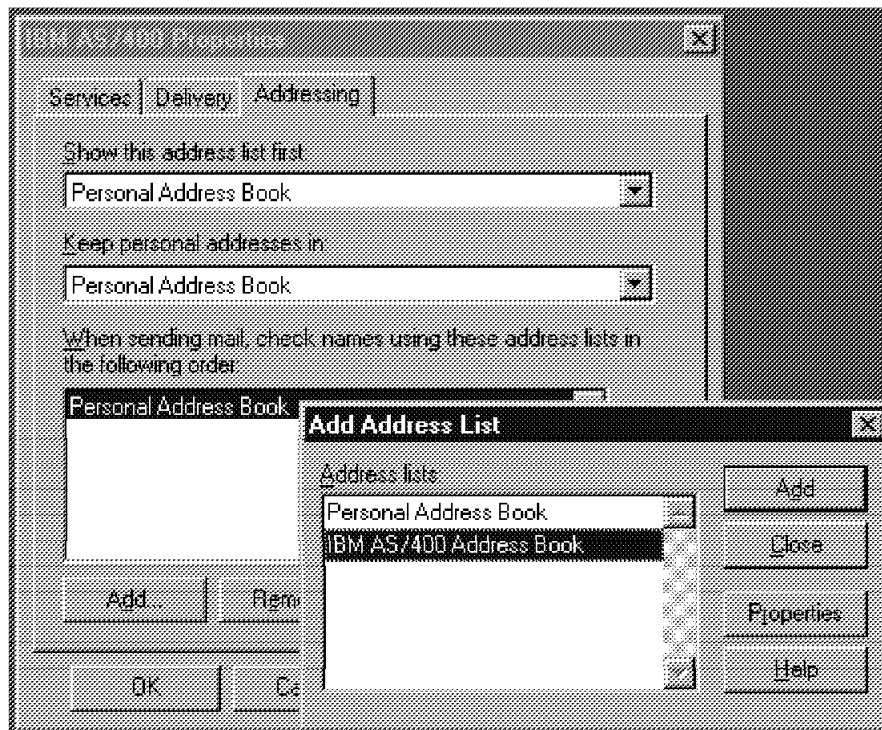 IBM AS/400 Properties
Services
Delivery
Addressing
Show this address list first:
Personal Address Book
Keep personal addresses in:
Personal Address Book
When sending mail, check names using these address lists in
the following order:
Personal Address Book
Add...
Rem
OK
Ca
Add Address List
Address lists:
Personal Address Book
IBM AS/400 Address Book
Add
Close
Properties
Help